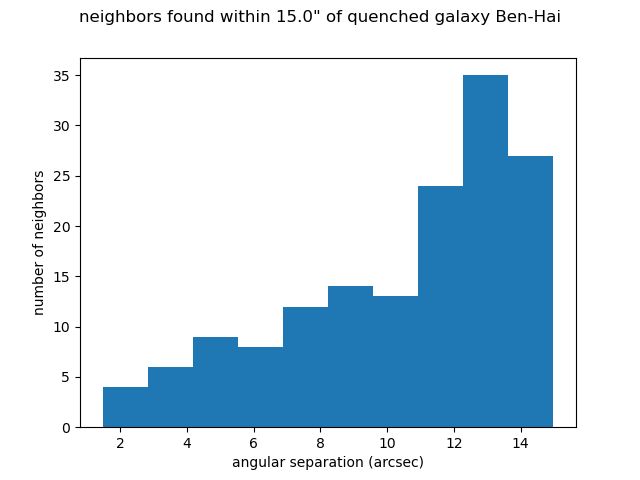 neighbors found within 15.0" of quenched galaxy Ben-Hai
35
30
25
20
15
10
5
0
number of neighbors
2 4 6 8 10 12 14
angular separation (arcsec)